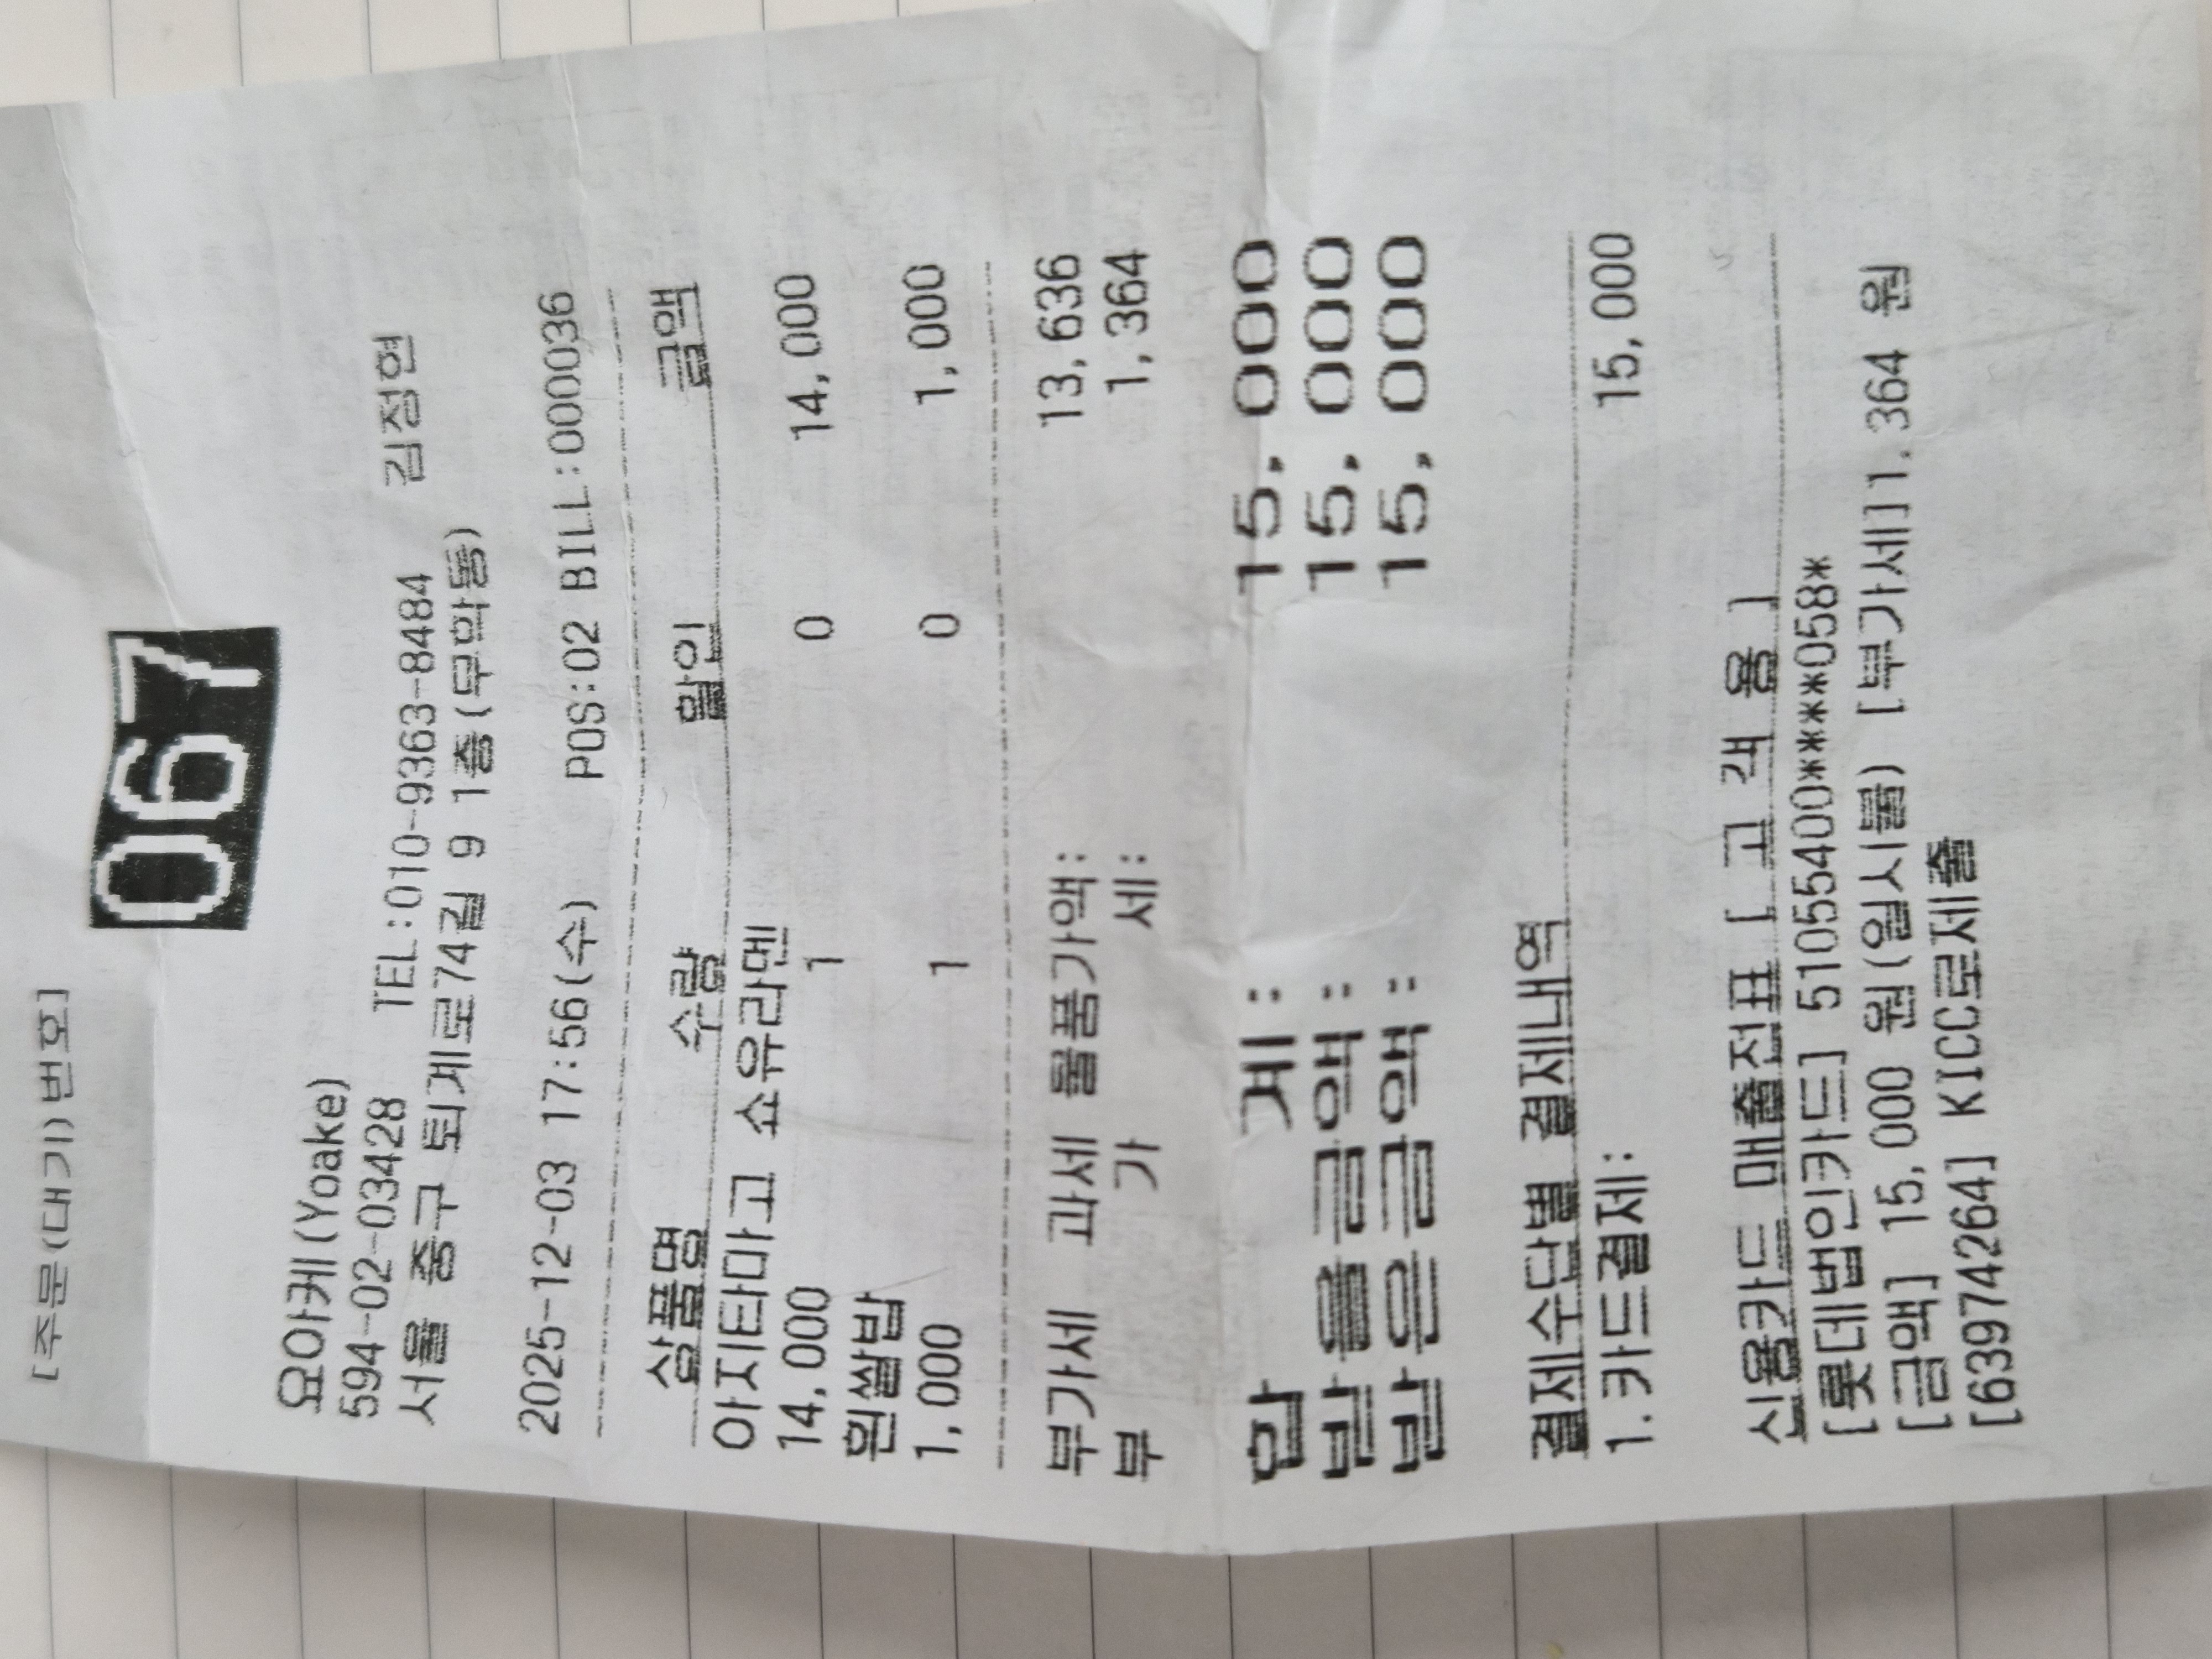 [주문(대기)번호]
067
요아케(Yoake)
594-02-03428 TEL:010-9363-8484 김정현
서울 중구 퇴계로74길 9 1층(무학동)
2025-12-03 17:56(수) POS:02 BILL:000036
상품명 수량 할인 금액
아지타마고 쇼유라멘
14,000 1 0 14,000
흰쌀밥
1,000 1 0 1,000
부가세 과세 물품가액: 13,636
부 가 세: 1,364
합 계: 15,000
받을금액: 15,000
받은금액: 15,000
결제수단별 결제내역
1.카드결제: 15,000
신용카드 매출전표 [ 고 객 용 ]
[롯데법인카드] 51055400****058*
[금액] 15,000 원(일시불) [부가세]1,364 원
[63974264] KICC로제출